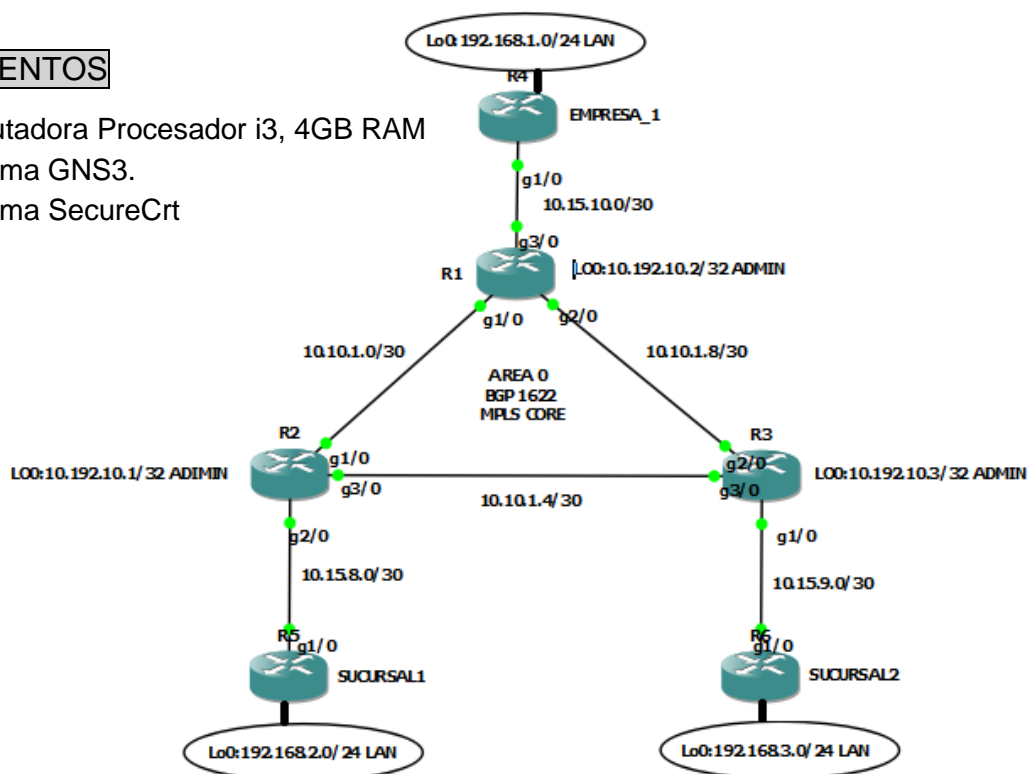 Lo0:192.168.1.0/24 LAN
ENTOS
R4
EMPRESA_1
utadora Procesador i3, 4GB RAM
ma GNS3.
g1/0
ma SecureCrt
10.15.10.0/30
g3/0
R1
LO0:10.192.10.2/32 ADMIN
g1/0
g2/0
10.10.1.0/30
10.10.1.8/30
AREA 0
BGP 1622
MPLS CORE
R2
R3
LO0:10.192.10.1/32 ADIMIN
g1/0
g2/0
LO0:10.192.10.3/32 ADMIN
g3/0
g3/0
10.10.1.4/30
g2/0
g1/0
10.15.8.0/30
10.15.9.0/30
R5
g1/0
R6
g1/0
SUCURSAL1
SUCURSAL2
Lo0:192.168.2.0/24 LAN
Lo0:192.168.3.0/24 LAN